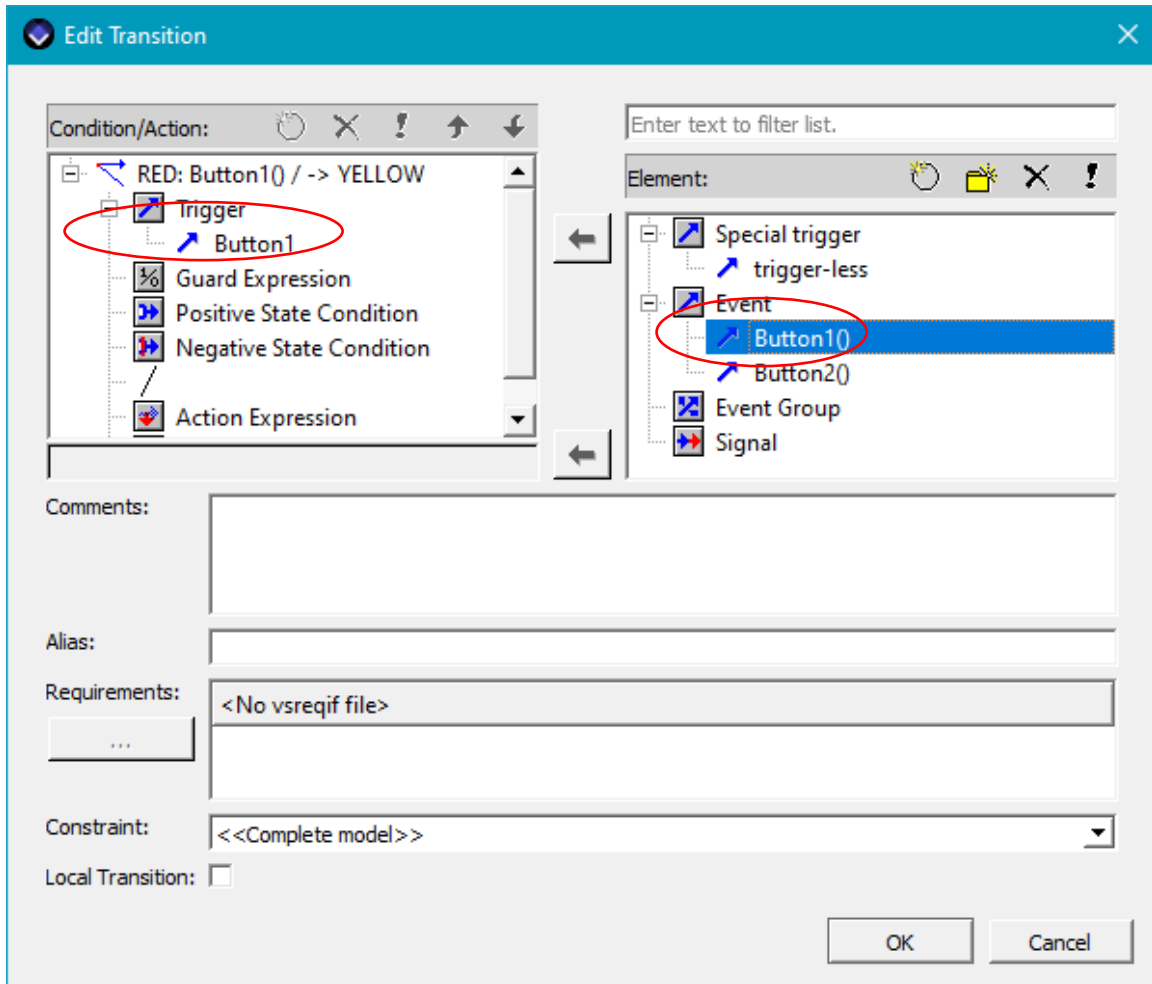 Edit Transition
Condition/Action:
RED: Button1() / -> YELLOW
Trigger
Button1
Guard Expression
Positive State Condition
Negative State Condition
/
Action Expression
Enter text to filter list.
Element:
Special trigger
trigger-less
Event
Button1()
Button2()
Event Group
Signal
Comments:
Alias:
Requirements:
<No vsreqif file>
...
Constraint:
<<Complete model>>
Local Transition:
OK
Cancel